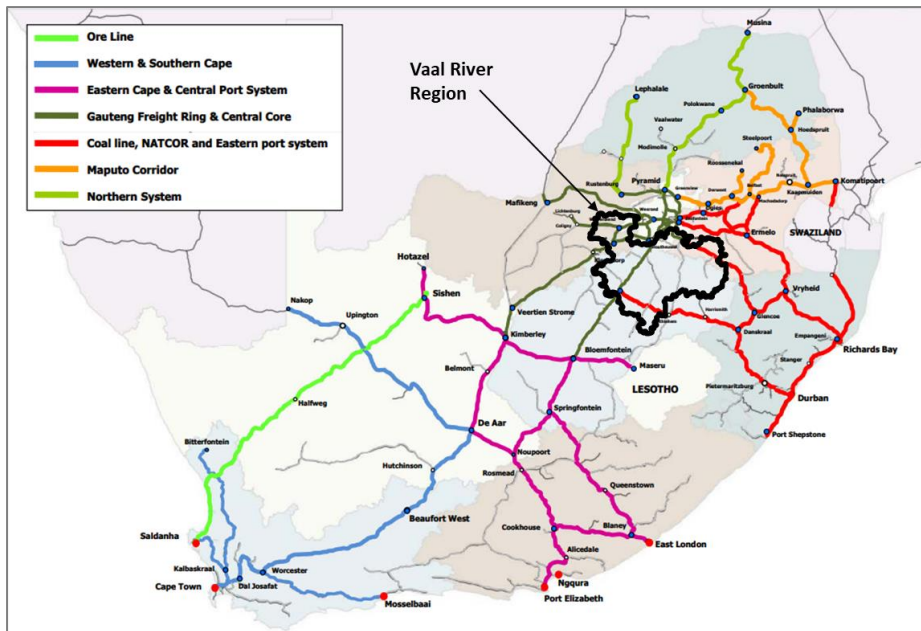 Ore Line
Western & Southern Cape
Eastern Cape & Central Port System
Gauteng Freight Ring & Central Core
Coal line, NATCOR and Eastern port system
Maputo Corridor
Northern System
Vaal River
Region
Musina
Lephalale
Groenbult
Polokwane
Phalaborwa
Vaalwater
Hoedspruit
Modimolle
Steelpoort
Roossenekal
Pyramid
Rustenburg
Greenview
Kaapmuiden
Komatipoort
Mafikeng
Lichtenburg
Coligny
Ermelo
SWAZILAND
Hotazel
Sishen
Nakop
Upington
Veertien Strome
Vryheid
Harrismith
Glencoe
Danskraal
Empangeni
Kimberley
Bloemfontein
Maseru
Richards Bay
Stanger
Belmont
LESOTHO
Pietermaritzburg
Durban
Halfweg
Springfontein
De Aar
Port Shepstone
Bitterfontein
Noupoort
Hutchinson
Rosmead
Queenstown
Beaufort West
Cookhouse
Blaney
Saldanha
East London
Alicedale
Kalbaskraal
Worcester
Ngqura
Cape Town
Dal Josafat
Mosselbaai
Port Elizabeth